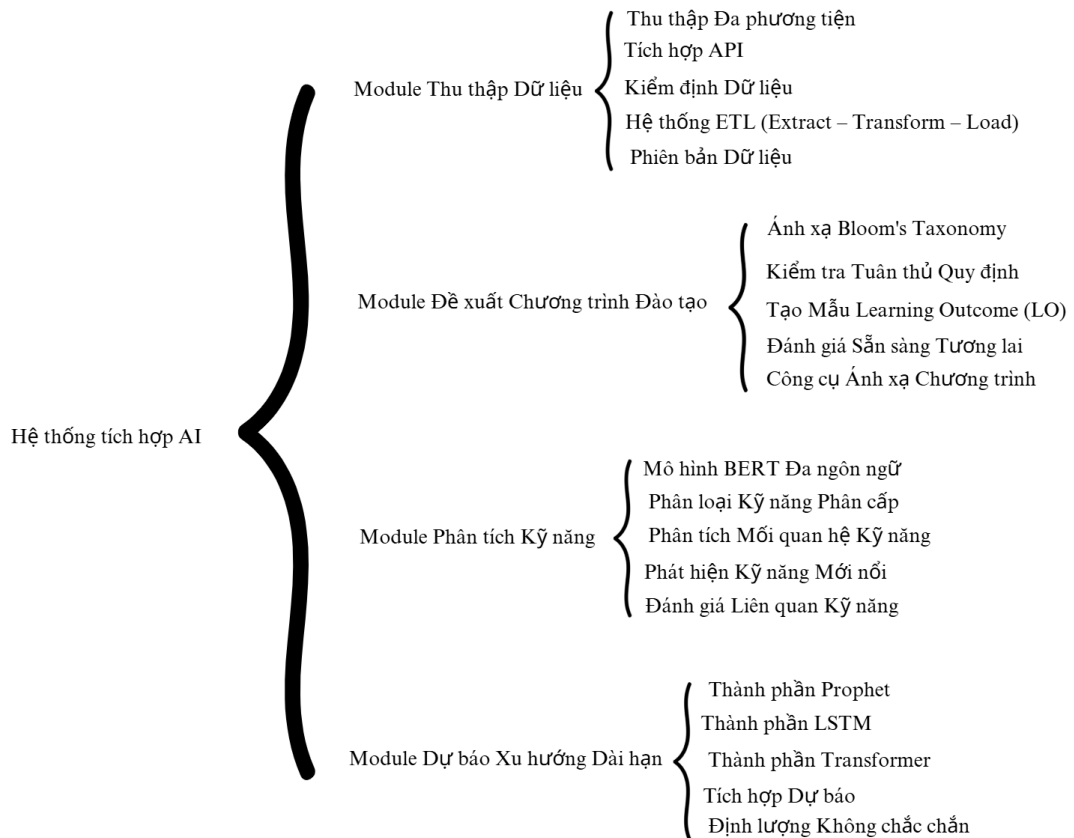 Hệ thống tích hợp AI
Module Thu thập Dữ liệu
Thu thập Đa phương tiện
Tích hợp API
Kiểm định Dữ liệu
Hệ thống ETL (Extract – Transform – Load)
Phiên bản Dữ liệu
Module Đề xuất Chương trình Đào tạo
Ánh xạ Bloom's Taxonomy
Kiểm tra Tuân thủ Quy định
Tạo Mẫu Learning Outcome (LO)
Đánh giá Sẵn sàng Tương lai
Công cụ Ánh xạ Chương trình
Module Phân tích Kỹ năng
Mô hình BERT Đa ngôn ngữ
Phân loại Kỹ năng Phân cấp
Phân tích Mối quan hệ Kỹ năng
Phát hiện Kỹ năng Mới nổi
Đánh giá Liên quan Kỹ năng
Module Dự báo Xu hướng Dài hạn
Thành phần Prophet
Thành phần LSTM
Thành phần Transformer
Tích hợp Dự báo
Định lượng Không chắc chắn